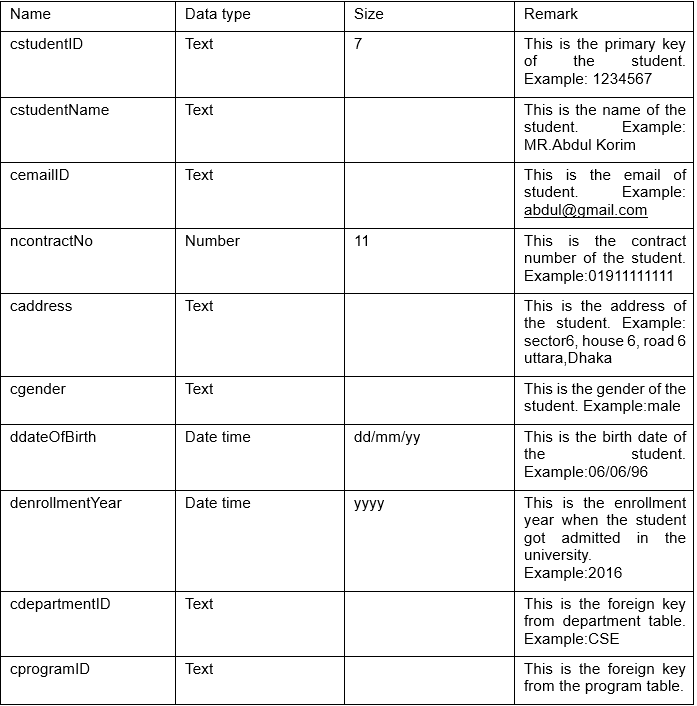 Name Data type Size Remark
cstudentID Text 7 This is the primary key
of the student.
Example: 1234567
cstudentName Text This is the name of the
student. Example:
MR.Abdul Korim
cemailID Text This is the email of
student. Example:
abdul@gmail.com
ncontractNo Number 11 This is the contract
number of the student.
Example:01911111111
caddress Text This is the address of
the student. Example:
sector6, house 6, road 6
uttara,Dhaka
cgender Text This is the gender of the
student. Example:male
ddateOfBirth Date time dd/mm/yy This is the birth date of
the student.
Example:06/06/96
denrollmentYear Date time yyyy This is the enrollment
year when the student
got admitted in the
university.
Example:2016
cdepartmentID Text This is the foreign key
from department table.
Example:CSE
cprogramID Text This is the foreign key
from the program table.